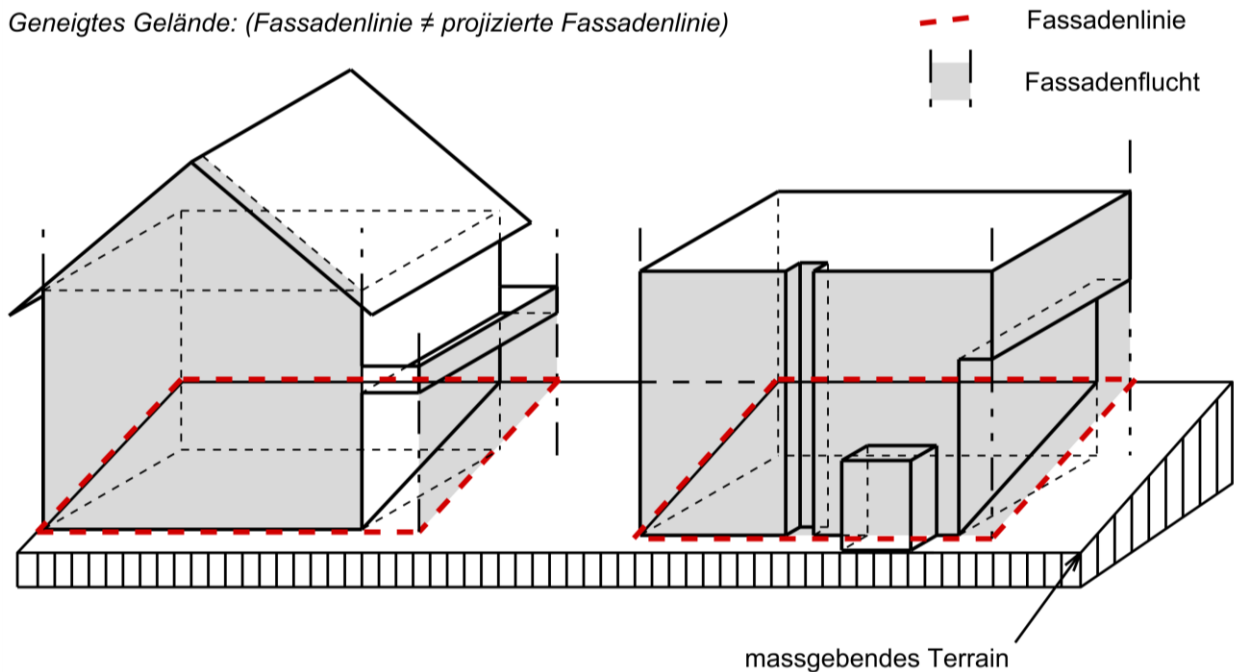 Geneigtes Gelände: (Fassadenlinie ≠ projizierte Fassadenlinie)
Fassadenlinie
Fassadenflucht
massgebendes Terrain